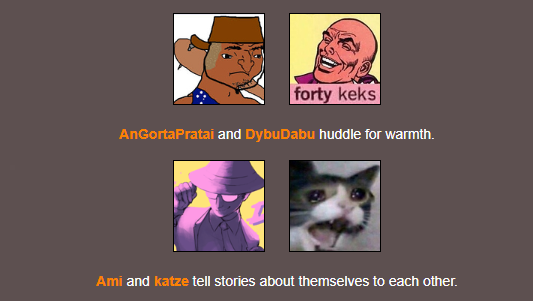 forty keks
AnGortaPratai and DybuDabu huddle for warmth.
Ami and katze tell stories about themselves to each other.